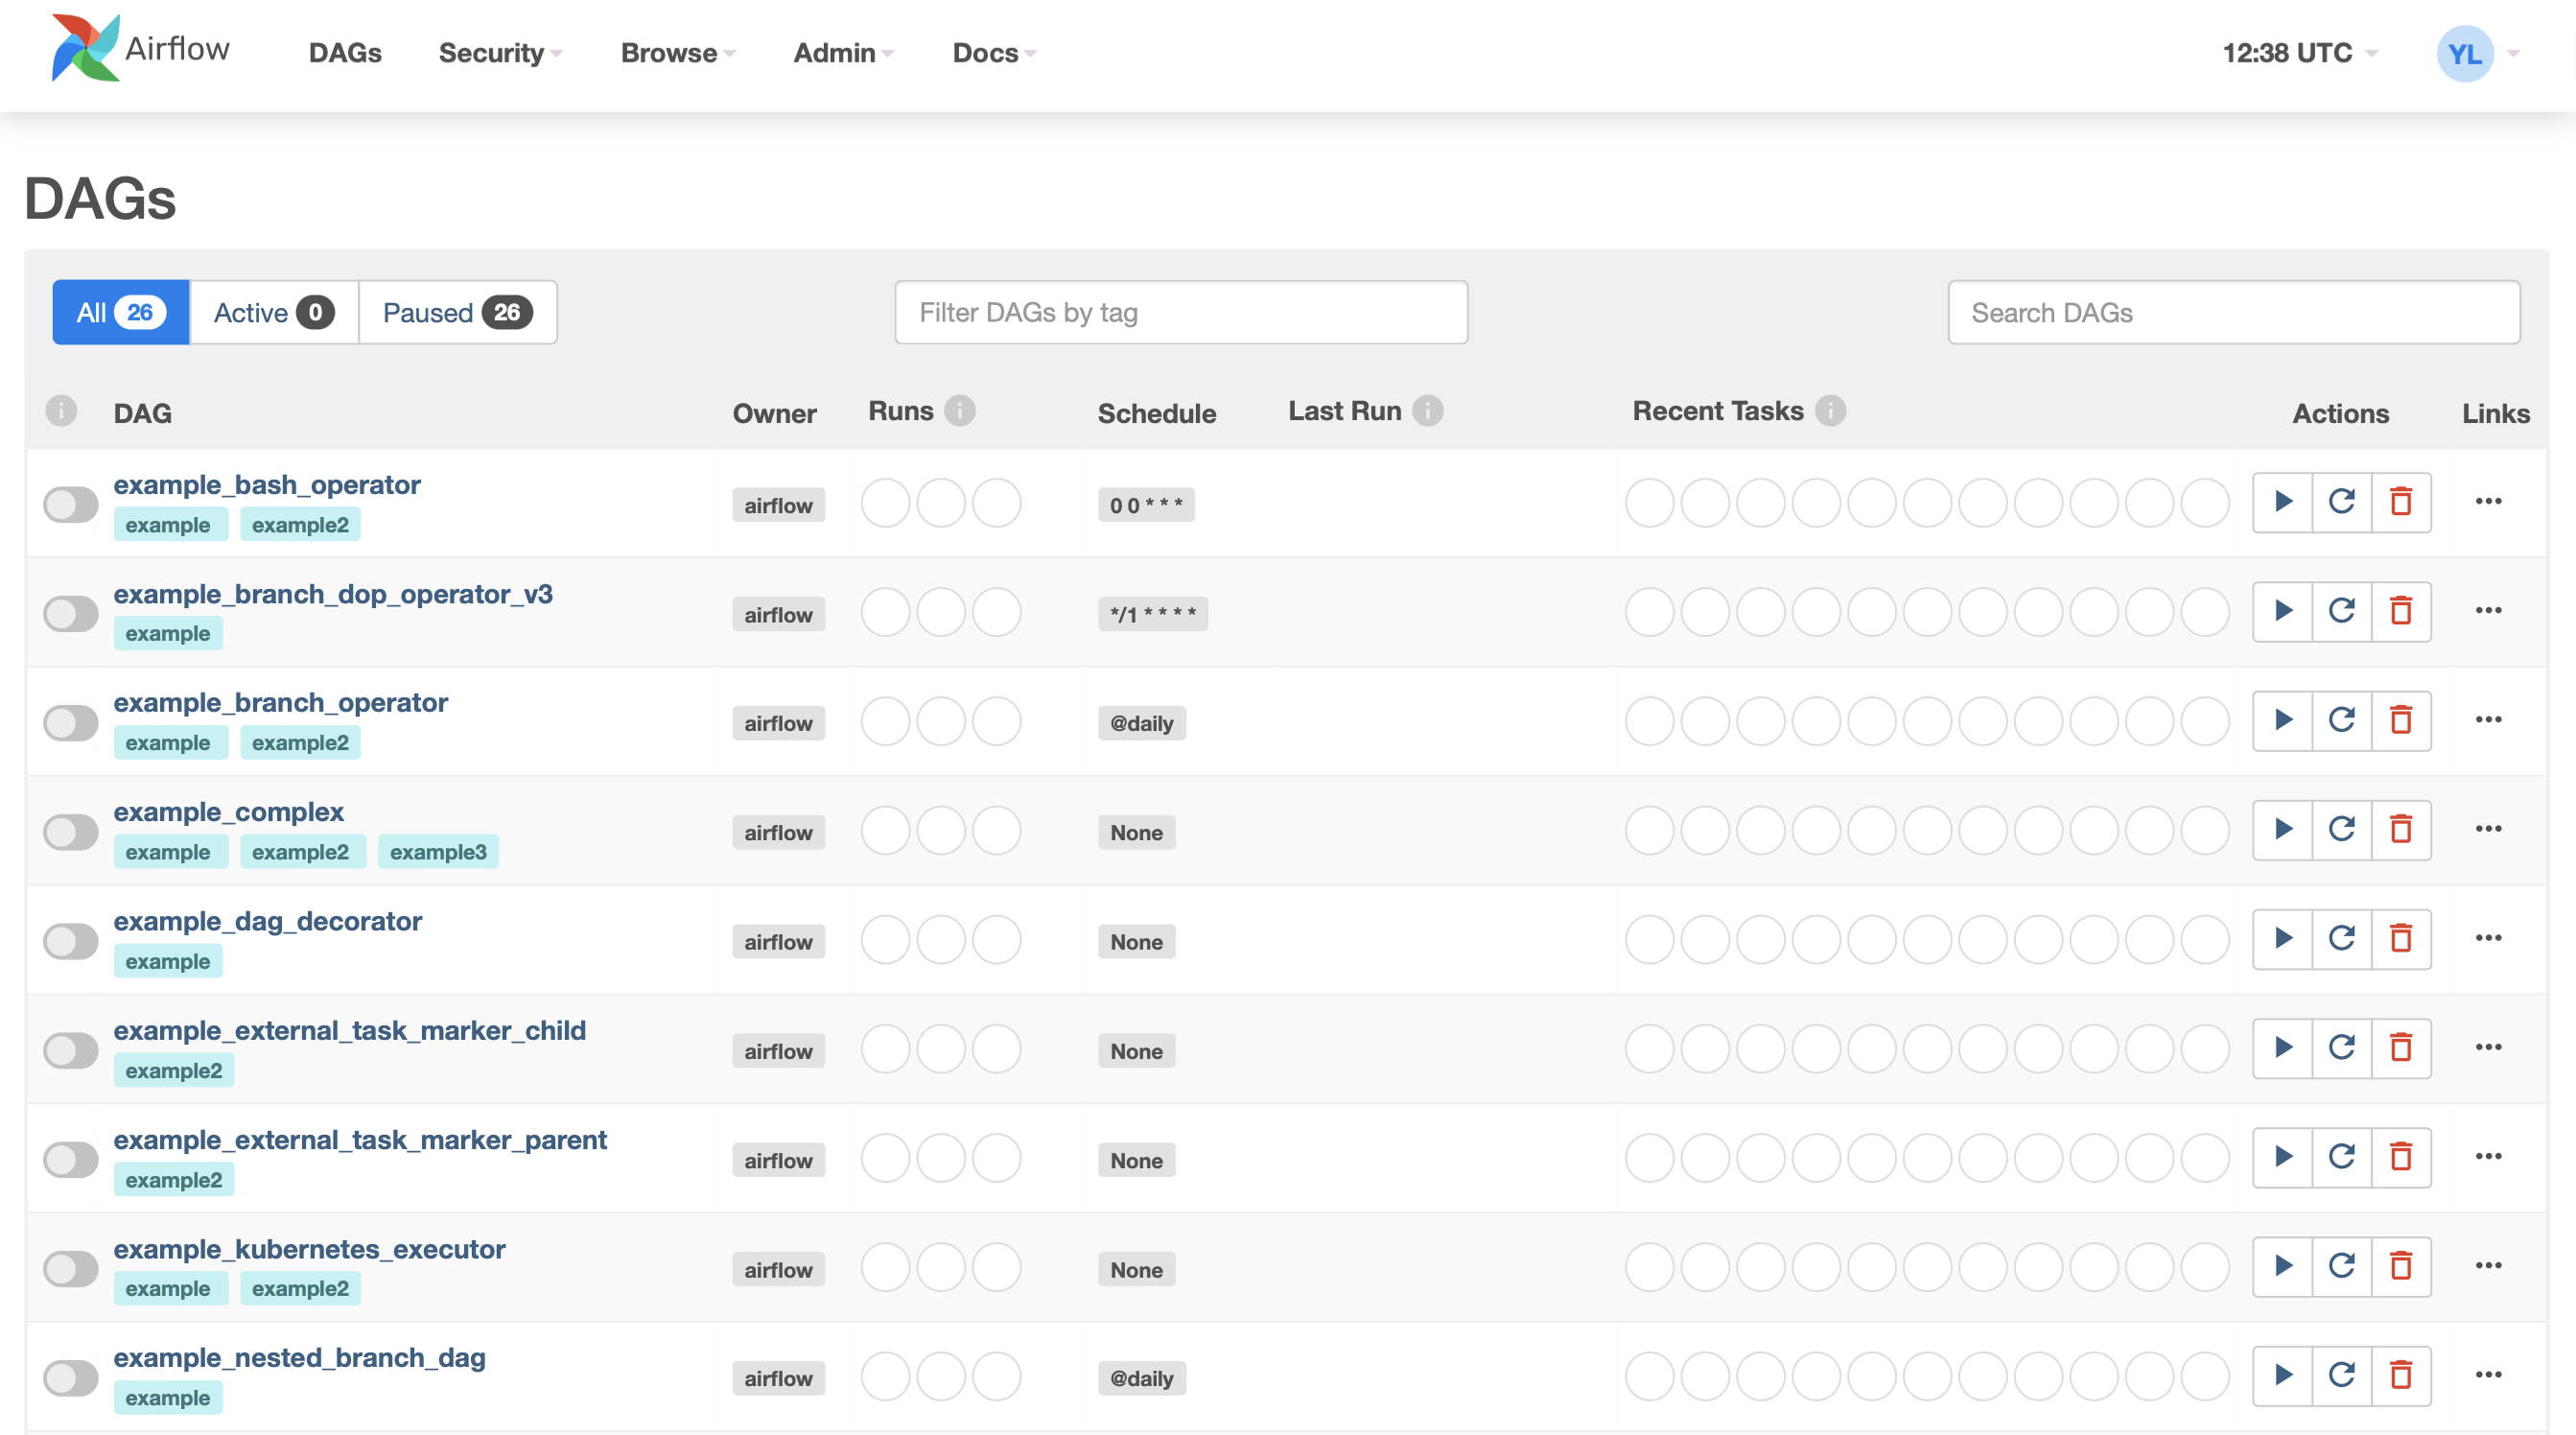 Airflow DAGs Security Browse Admin Docs 12:38 UTC YL
DAGs
All 26 Active 0 Paused 26 Filter DAGs by tag Search DAGs
DAG Owner Runs Schedule Last Run Recent Tasks Actions Links
example_bash_operator
example example2 airflow 0 0 * * *
example_branch_dop_operator_v3
example airflow */1 * * * *
example_branch_operator
example example2 airflow @daily
example_complex
example example2 example3 airflow None
example_dag_decorator
example airflow None
example_external_task_marker_child
example2 airflow None
example_external_task_marker_parent
example2 airflow None
example_kubernetes_executor
example example2 airflow None
example_nested_branch_dag
example airflow @daily